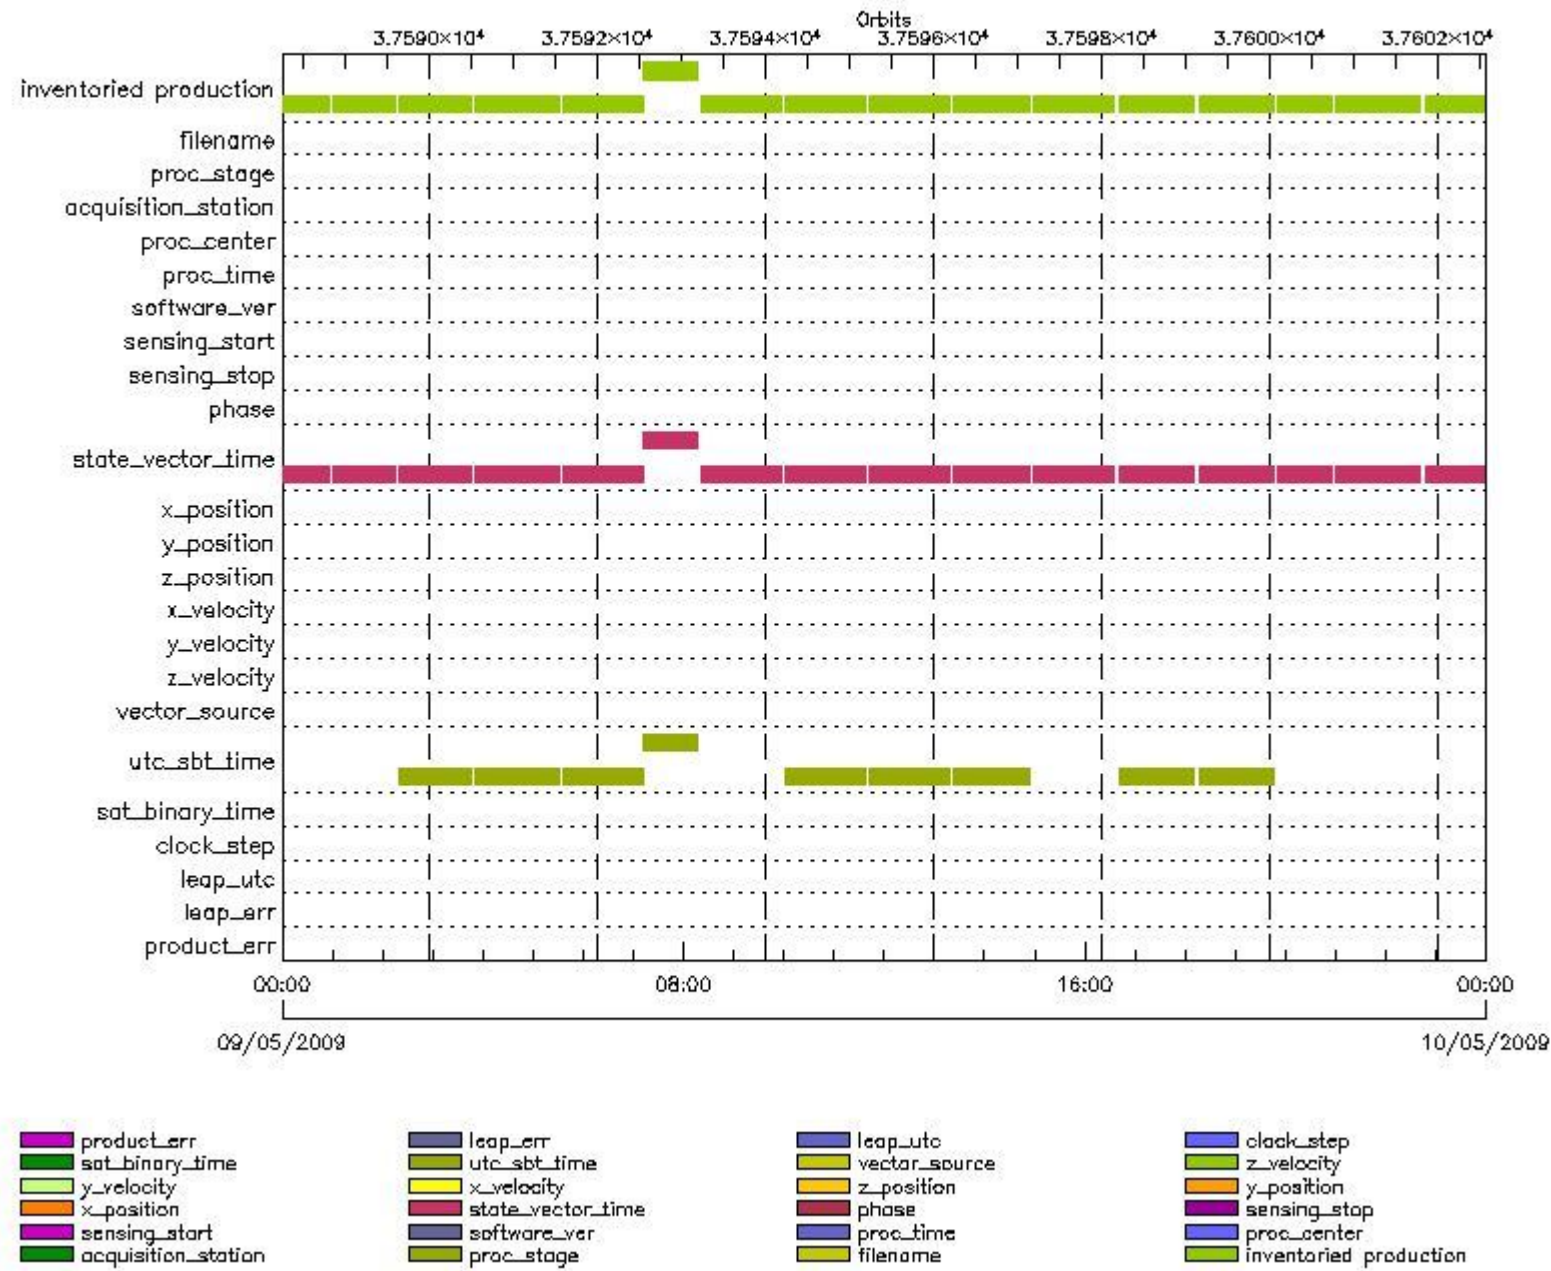 Orbits
3.7590×10⁴ 3.7592×10⁴ 3.7594×10⁴ 3.7596×10⁴ 3.7598×10⁴ 3.7600×10⁴ 3.7602×10⁴
inventoried production
filename
proc_stage
acquisition_station
proc_center
proc_time
software_ver
sensing_start
sensing_stop
phase
state_vector_time
x_position
y_position
z_position
x_velocity
y_velocity
z_velocity
vector_source
utc_sbt_time
sat_binary_time
clock_step
leap_utc
leap_err
product_err
00:00 08:00 16:00 00:00
09/05/2009 10/05/2009
product_err leap_err leap_utc clock_step
sat_binary_time utc_sbt_time vector_source z_velocity
y_velocity x_velocity z_position y_position
x_position state_vector_time phase sensing_stop
sensing_start software_ver proc_time proc_center
acquisition_station proc_stage filename inventoried production